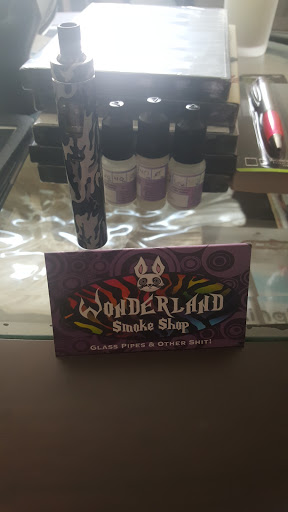 WONDERLAND
Smoke Shop
GLASS PIPES & OTHER SHIT!